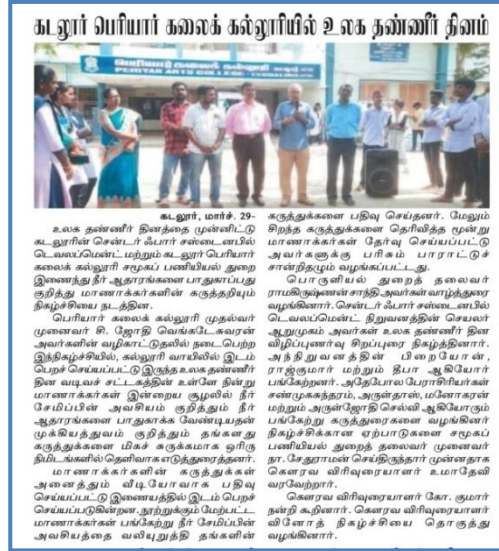 கடலூர் பெரியார் கலைக் கல்லூரியில் உலக தண்ணீர் தினம்
பெரியார் கலைக் கல்லூரி
PERIYAR ARTS COLLEGE
கடலூர், மார்ச். 29-
உலக தண்ணீர் தினத்தை முன்னிட்டு
கடலூரின் சென்டர் ஃபார் சஸ்டைனபில்
டெவலப்மென்ட் மற்றும் கடலூர் பெரியார்
கலைக் கல்லூரி சமூகப் பணியியல் துறை
இணைந்து நீர் ஆதாரங்களை பாதுகாப்பது
குறித்து மாணாக்கர்களின் கருத்தறியும்
நிகழ்ச்சியை நடத்தின.
பெரியார் கலைக் கல்லூரி முதல்வர்
முனைவர் சி. ஜோதி வெங்கடேசுவரன்
அவர்களின் வழிகாட்டுதலில் நடைபெற்ற
இந்நிகழ்ச்சியில், கல்லூரி வாயிலில் இடம்
பெறச் செய்யப்பட்டு இருந்த உலக தண்ணீர்
தின வடிவச் சட்டகத்தின் உள்ளே நின்று
மாணாக்கர்கள் இன்றைய சூழலில் நீர்
சேமிப்பின் அவசியம் குறித்தும் நீர்
ஆதாரங்களை பாதுகாக்க வேண்டியதன்
முக்கியத்துவம் குறித்தும் தங்களது
கருத்துக்களை மிகச் சுருக்கமாக ஓரிரு
நிமிடங்களில் தெளிவாக எடுத்துரைத்தனர்.
மாணாக்கர்களின் கருத்துக்கள்
அனைத்தும் வீடியோவாக பதிவு
செய்யப்பட்டு இணையத்தில் இடம் பெறச்
செய்யப்படுகின்றன. நூற்றுக்கும் மேற்பட்ட
மாணாக்கர்கள் பங்கேற்று நீர் சேமிப்பின்
அவசியத்தை வலியுறுத்தி தங்களின்
கருத்துக்களை பதிவு செய்தனர். மேலும்
சிறந்த கருத்துக்களை தெரிவித்த மூன்று
மாணாக்கர்கள் தேர்வு செய்யப்பட்டு
அவர்களுக்கு பரிசும் பாராட்டுச்
சான்றிதழும் வழங்கப்பட்டது.
பொருளியல் துறைத் தலைவர்
ராமகிருஷ்ணன் சாந்தி அவர்கள் வாழ்த்துரை
வழங்கினார். சென்டர் ஃபார் சஸ்டைனபில்
டெவலப்மென்ட் நிறுவனத்தின் செயலர்
ஆறுமுகம் அவர்கள் உலக தண்ணீர் தின
விழிப்புணர்வு சிறப்புரை நிகழ்த்தினார்.
அந்நிறுவனத்தின் பிறையோன்,
ராஜ்குமார் மற்றும் தீபா ஆகியோர்
பங்கேற்றனர். அதேபோல பேராசிரியர்கள்
சண்முகசுந்தரம், அருள்தாஸ், மனோகரன்
மற்றும் அருள்ஜோதி செல்வி ஆகியோரும்
பங்கேற்று கருத்துரைகளை வழங்கினர்
நிகழ்ச்சிக்கான ஏற்பாடுகளை சமூகப்
பணியியல் துறைத் தலைவர் முனைவர்
நா. சேதுராமன் செய்திருந்தார் முன்னதாக
கௌரவ விரிவுரையாளர் உமாதேவி
வரவேற்றார்.
கௌரவ விரிவுரையாளர் கோ. குமார்
நன்றி கூறினார். கௌரவ விரிவுரையாளர்
வினோத் நிகழ்ச்சியை தொகுத்து
வழங்கினார்.